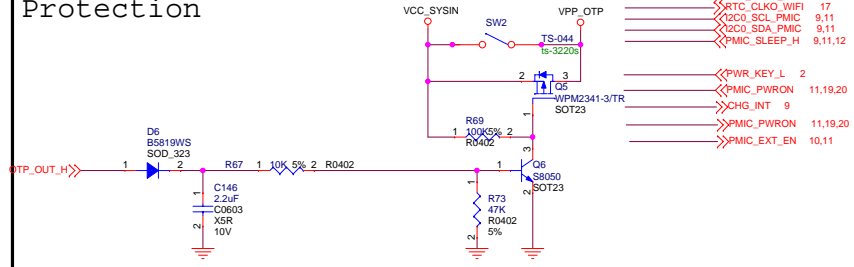 Protection
VCC_SYSIN
SW2
VPP_OTP
TS-044
ts-3220s
RTC_CLKO_WIFI 17
I2C0_SCL_PMIC 9,11
I2C0_SDA_PMIC 9,11
PMIC_SLEEP_H 9,11,12
PWR_KEY_L 2
PMIC_PWRON 11,19,20
CHG_INT 9
PMIC_PWRON 11,19,20
PMIC_EXT_EN 10,11
2 3
Q5
WPM2341-3/TR
SOT23
1
R69
1 100K5% 2
R0402
D6
B5819WS
SOD_323
OTP_OUT_H 1 2
R67 1 10K 5% 2 R0402
3
1 Q6
S8050
SOT23
2
1
C146
2.2uF
C0603
X5R
10V
2
1
R73
47K
R0402
5%
2